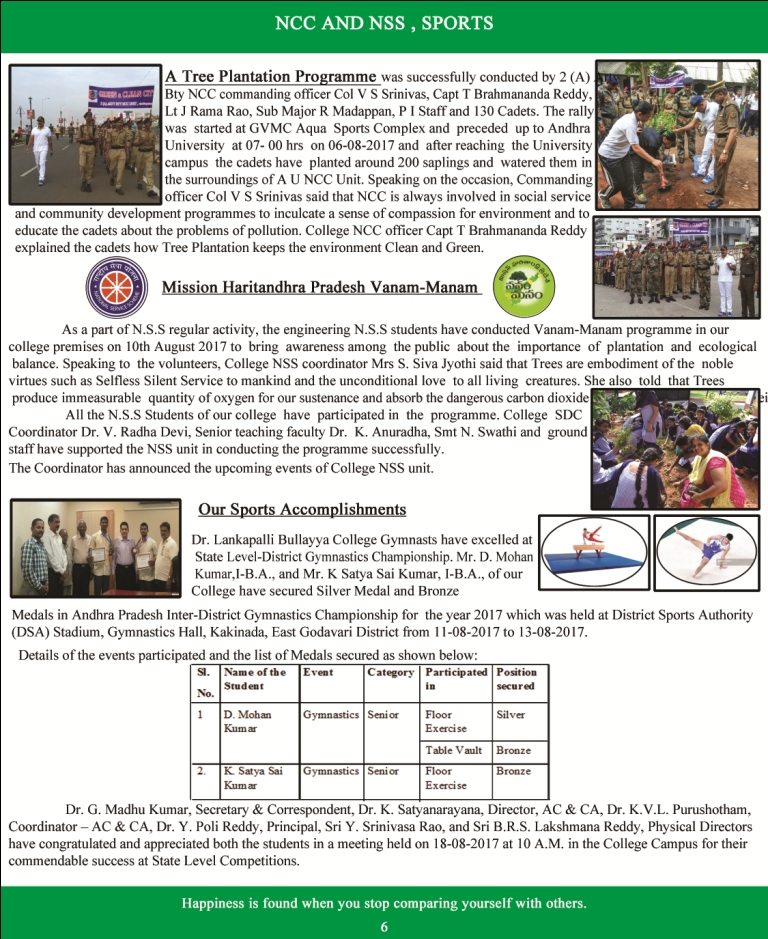 NCC AND NSS , SPORTS
GREEN & CLEAN CITY
A Tree Plantation Programme was successfully conducted by 2 (A) Arty
Bty NCC commanding officer Col V S Srinivas, Capt T Brahmananda Reddy,
Lt J Rama Rao, Sub Major R Madappan, P I Staff and 130 Cadets. The rally
was started at GVMC Aqua Sports Complex and preceded up to Andhra
University at 07- 00 hrs on 06-08-2017 and after reaching the University
campus the cadets have planted around 200 saplings and watered them in
the surroundings of A U NCC Unit. Speaking on the occasion, Commanding
officer Col V S Srinivas said that NCC is always involved in social service
and community development programmes to inculcate a sense of compassion for environment and to
educate the cadets about the problems of pollution. College NCC officer Capt T Brahmananda Reddy
explained the cadets how Tree Plantation keeps the environment Clean and Green.
राष्ट्रीय सेवा योजना
NATIONAL SERVICE SCHEME
Mission Haritandhra Pradesh Vanam-Manam
వనం
మనం
As a part of N.S.S regular activity, the engineering N.S.S students have conducted Vanam-Manam programme in our
college premises on 10th August 2017 to bring awareness among the public about the importance of plantation and ecological
balance. Speaking to the volunteers, College NSS coordinator Mrs S. Siva Jyothi said that Trees are embodiment of the noble
virtues such as Selfless Silent Service to mankind and the unconditional love to all living creatures. She also told that Trees
produce immeasurable quantity of oxygen for our sustenance and absorb the dangerous carbon dioxide
All the N.S.S Students of our college have participated in the programme. College SDC
Coordinator Dr. V. Radha Devi, Senior teaching faculty Dr. K. Anuradha, Smt N. Swathi and ground
staff have supported the NSS unit in conducting the programme successfully.
The Coordinator has announced the upcoming events of College NSS unit.
Our Sports Accomplishments
Dr. Lankapalli Bullayya College Gymnasts have excelled at
State Level-District Gymnastics Championship. Mr. D. Mohan
Kumar,I-B.A., and Mr. K Satya Sai Kumar, I-B.A., of our
College have secured Silver Medal and Bronze
Medals in Andhra Pradesh Inter-District Gymnastics Championship for the year 2017 which was held at District Sports Authority
(DSA) Stadium, Gymnastics Hall, Kakinada, East Godavari District from 11-08-2017 to 13-08-2017.
Details of the events participated and the list of Medals secured as shown below:
Sl. No. Name of the Student Event Category Participated in Position secured
1 D. Mohan Kumar Gymnastics Senior Floor Exercise Silver
Table Vault Bronze
2. K. Satya Sai Kumar Gymnastics Senior Floor Exercise Bronze
Dr. G. Madhu Kumar, Secretary & Correspondent, Dr. K. Satyanarayana, Director, AC & CA, Dr. K.V.L. Purushotham,
Coordinator – AC & CA, Dr. Y. Poli Reddy, Principal, Sri Y. Srinivasa Rao, and Sri B.R.S. Lakshmana Reddy, Physical Directors
have congratulated and appreciated both the students in a meeting held on 18-08-2017 at 10 A.M. in the College Campus for their
commendable success at State Level Competitions.
Happiness is found when you stop comparing yourself with others.
6